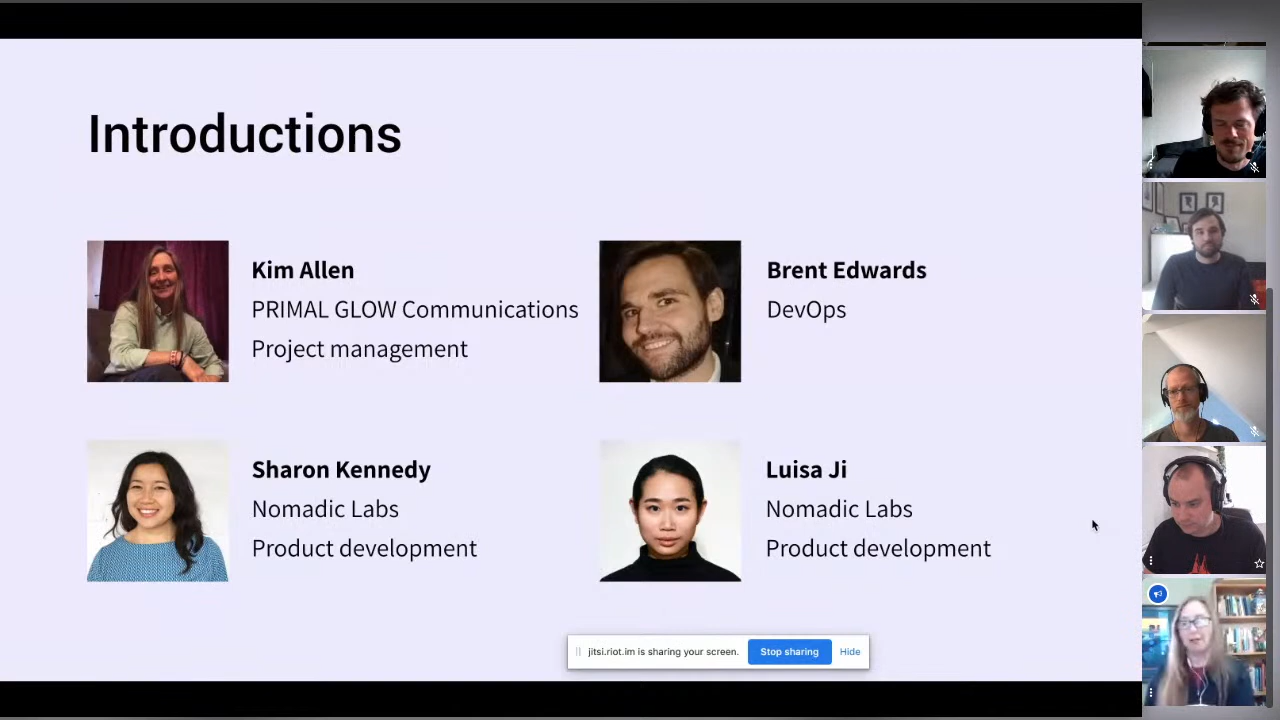 Introductions
Kim Allen
PRIMAL GLOW Communications
Project management
Brent Edwards
DevOps
Sharon Kennedy
Nomadic Labs
Product development
Luisa Ji
Nomadic Labs
Product development
jitsi.riot.im is sharing your screen.
Stop sharing
Hide